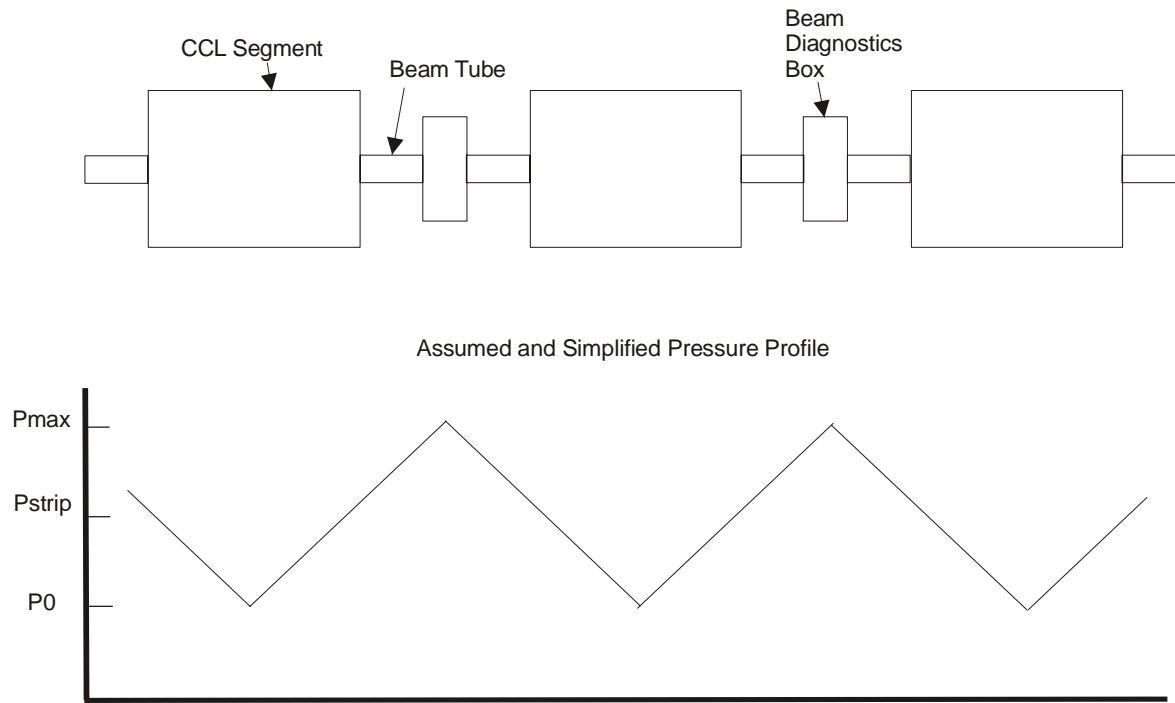 Beam
Diagnostics
Box
CCL Segment
Beam Tube
Assumed and Simplified Pressure Profile
Pmax
Pstrip
P0